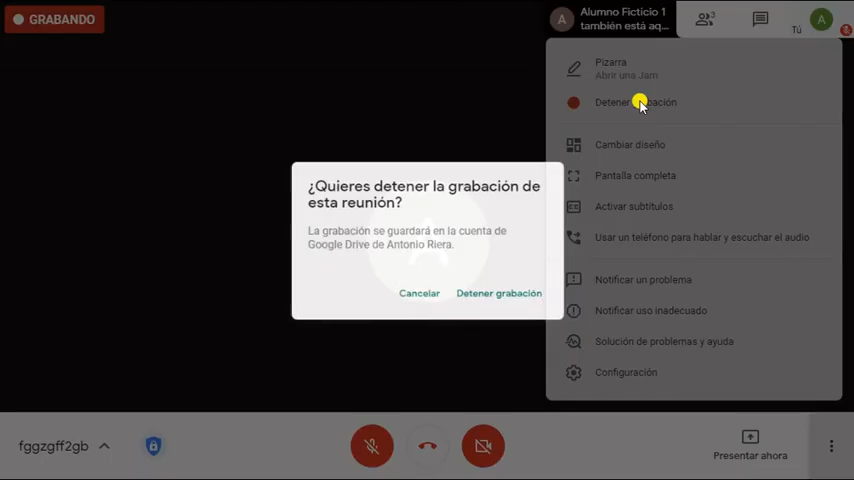 GRABANDO
Alumno Ficticio 1
también está aq...
3
Tú
A
A
Pizarra
Abrir una Jam
Detener
Cambiar diseño
Pantalla completa
Activar subtítulos
Usar un teléfono para hablar y escuchar el audio
Notificar un problema
Notificar uso inadecuado
Solución de problemas y ayuda
Configuración
¿Quieres detener la grabación de
esta reunión?
La grabación se guardará en la cuenta de
Google Drive de Antonio Riera.
Cancelar
Detener grabación
fggzgff2gb
Presentar ahora